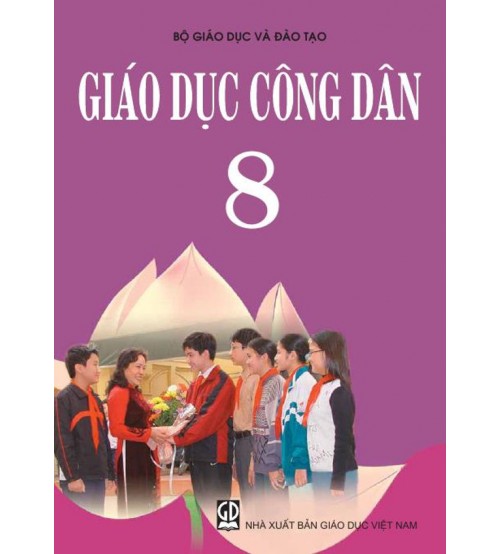 BỘ GIÁO DỤC VÀ ĐÀO TẠO
GIÁO DỤC CÔNG DÂN
8
GD
NHÀ XUẤT BẢN GIÁO DỤC VIỆT NAM